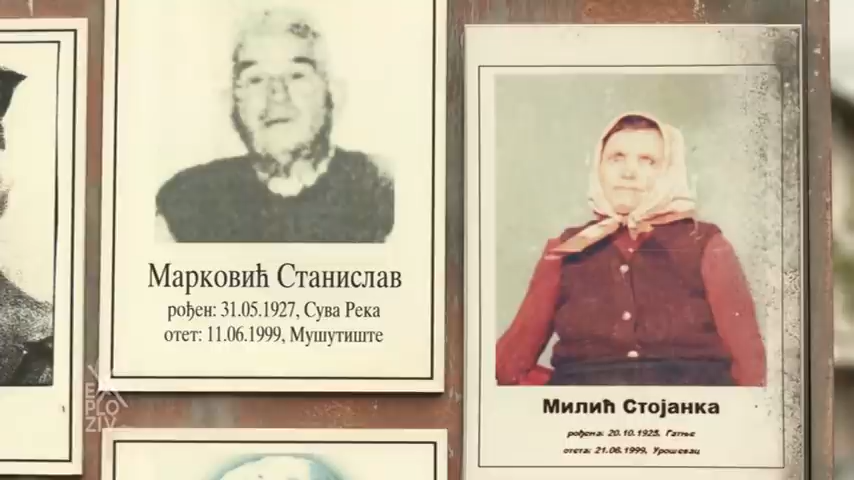 Марковић Станислав
рођен: 31.05.1927, Сува Река
отет: 11.06.1999, Мушутиште
Милић Стојанка
рођена: 20.10.1925, Гатње
отета: 21.06.1999, Урошевац
EXPLOZIV